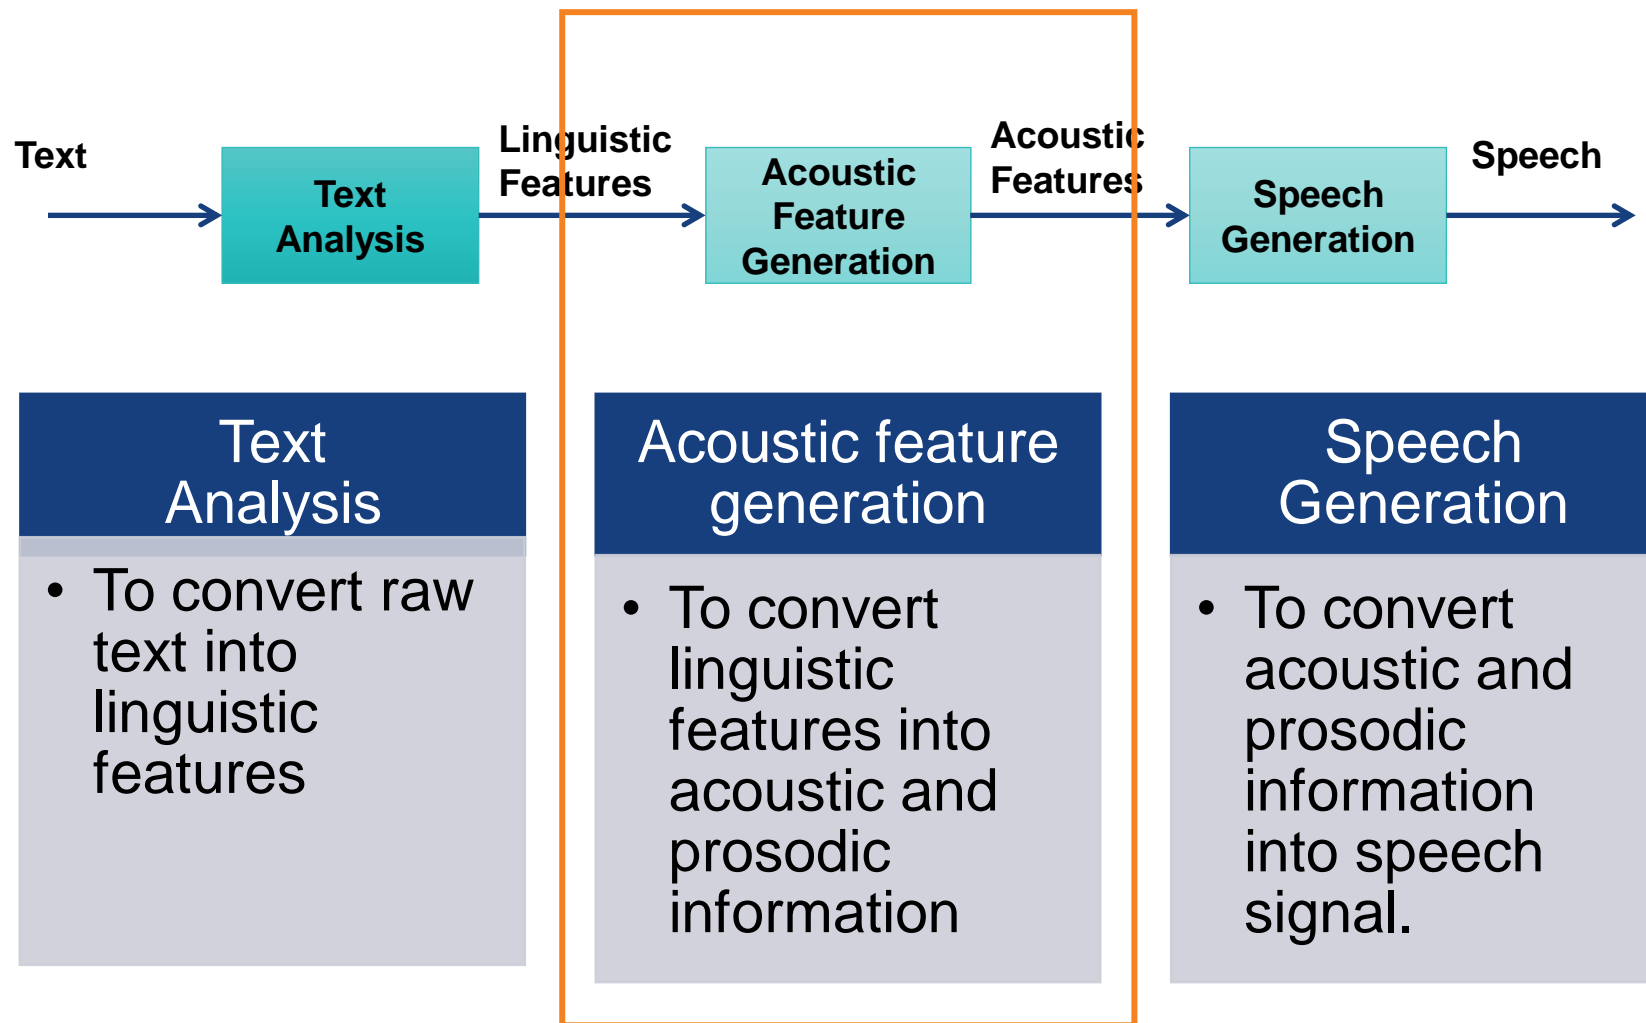 Text
Text
Analysis
Linguistic
Features
Acoustic
Feature
Generation
Acoustic
Features
Speech
Generation
Speech
Text
Analysis
• To convert raw
text into
linguistic
features
Acoustic feature
generation
• To convert
linguistic
features into
acoustic and
prosodic
information
Speech
Generation
• To convert
acoustic and
prosodic
information
into speech
signal.